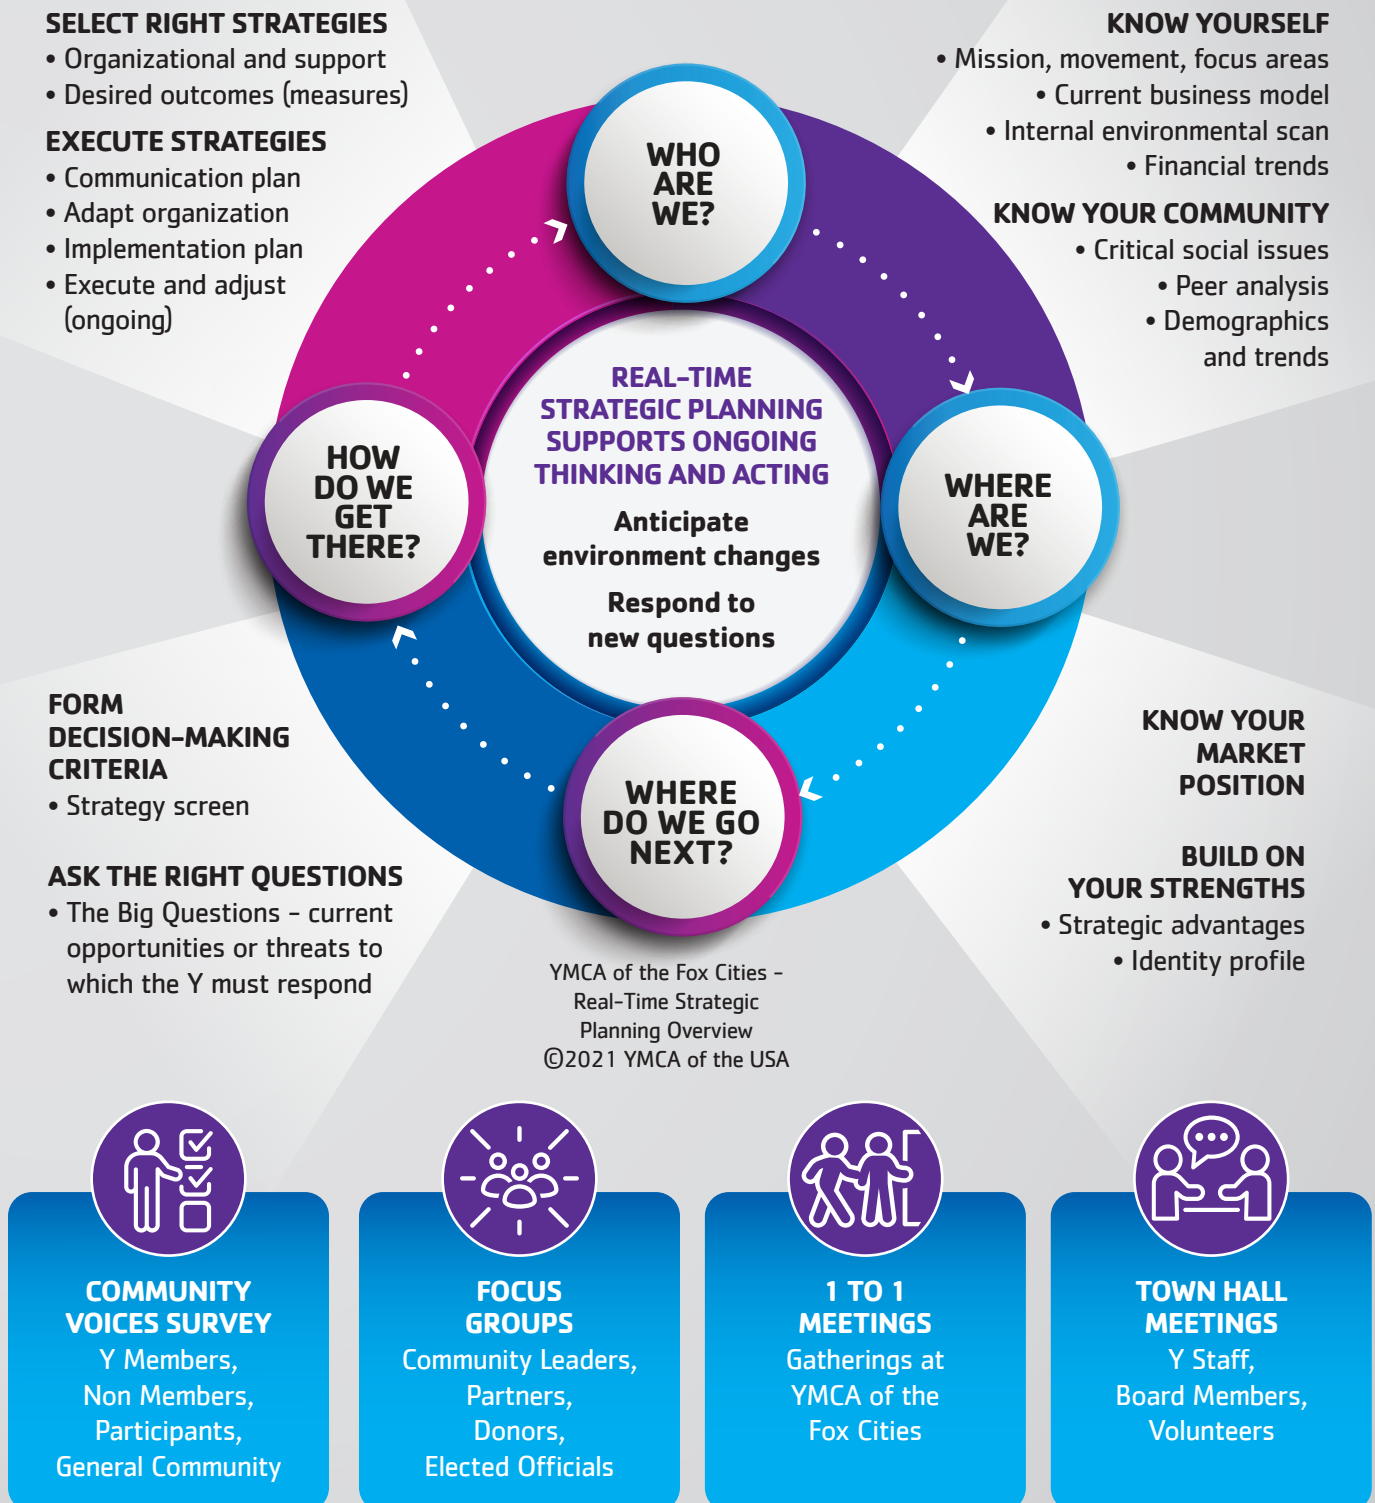 SELECT RIGHT STRATEGIES
• Organizational and support
• Desired outcomes (measures)
EXECUTE STRATEGIES
• Communication plan
• Adapt organization
• Implementation plan
• Execute and adjust
(ongoing)
KNOW YOURSELF
• Mission, movement, focus areas
• Current business model
• Internal environmental scan
• Financial trends
KNOW YOUR COMMUNITY
• Critical social issues
• Peer analysis
• Demographics
and trends
WHO
ARE
WE?
HOW
DO WE
GET
THERE?
REAL-TIME
STRATEGIC PLANNING
SUPPORTS ONGOING
THINKING AND ACTING
Anticipate
environment changes
Respond to
new questions
WHERE
ARE
WE?
WHERE
DO WE GO
NEXT?
FORM
DECISION-MAKING
CRITERIA
• Strategy screen
ASK THE RIGHT QUESTIONS
• The Big Questions - current
opportunities or threats to
which the Y must respond
KNOW YOUR
MARKET
POSITION
BUILD ON
YOUR STRENGTHS
• Strategic advantages
• Identity profile
YMCA of the Fox Cities -
Real-Time Strategic
Planning Overview
©2021 YMCA of the USA
COMMUNITY
VOICES SURVEY
Y Members,
Non Members,
Participants,
General Community
FOCUS
GROUPS
Community Leaders,
Partners,
Donors,
Elected Officials
1 TO 1
MEETINGS
Gatherings at
YMCA of the
Fox Cities
TOWN HALL
MEETINGS
Y Staff,
Board Members,
Volunteers